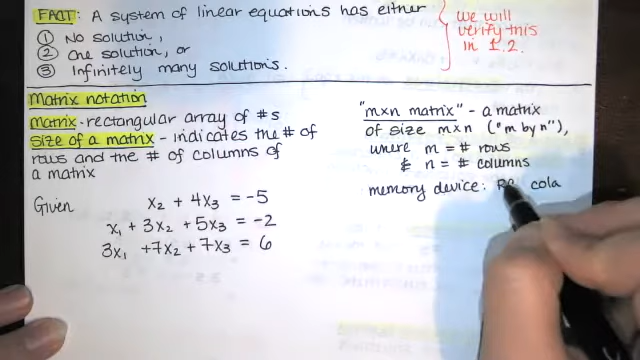 FACT: A system of linear equations has either
① No solution,
② One solution, or
③ Infinitely many solutions.
we will
verify this
in 1.2.
Matrix notation
matrix - rectangular array of #s
size of a matrix - indicates the # of
rows and the # of columns of
a matrix
Given
x₂ + 4x₃ = -5
x₁ + 3x₂ + 5x₃ = -2
3x₁ + 7x₂ + 7x₃ = 6
"m×n matrix" - a matrix
of size m×n ("m by n"),
where m = # rows
& n = # columns
memory device: RC cola